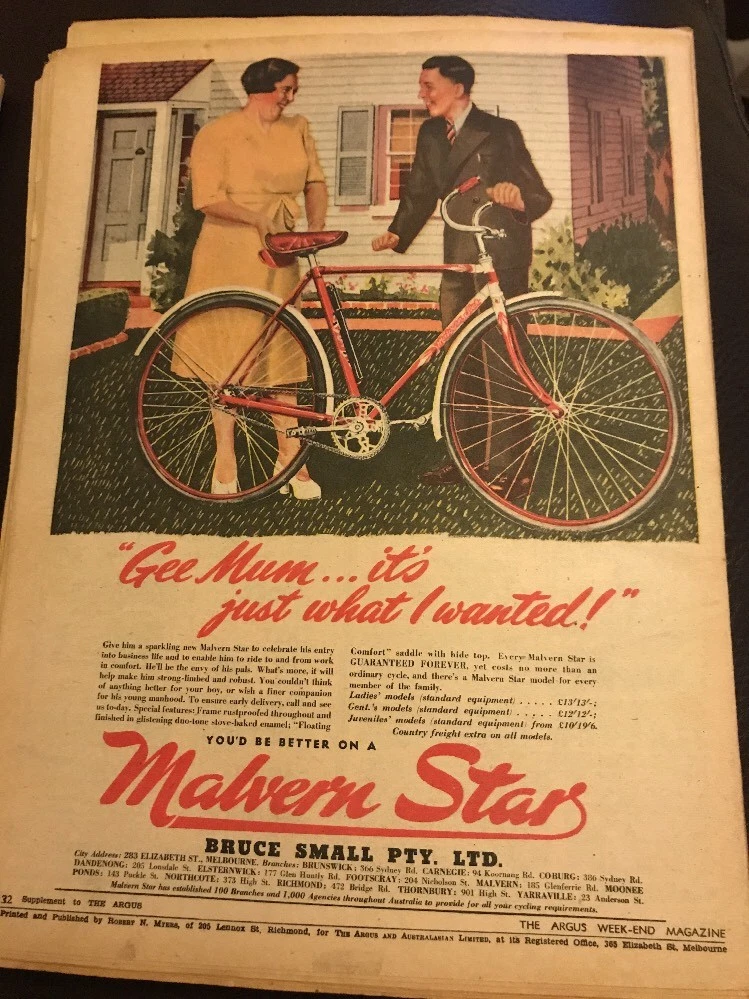 "Gee Mum... it's
just what I wanted!"
Give him a sparkling new Malvern Star to celebrate his entry
into business life and to enable him to ride to and from work
in comfort. He'll be the envy of his pals. What's more, it will
help make him strong-limbed and robust. You couldn't think
of anything better for your boy, or wish a finer companion
for his young manhood. To ensure early delivery, call and see
us to-day. Special features: Frame rustproofed throughout and
finished in glistening duo-tone stove-baked enamel; "Floating
Comfort" saddle with hide top. Every Malvern Star is
GUARANTEED FOREVER, yet costs no more than an
ordinary cycle, and there's a Malvern Star model for every
member of the family.
Ladies' models (standard equipment) ..... £13'13'-;
Gent.'s models (standard equipment) ..... £12'12'-;
Juveniles' models (standard equipment) from £10'19'6.
Country freight extra on all models.
YOU'D BE BETTER ON A
Malvern Star
BRUCE SMALL PTY. LTD.
City Address: 283 ELIZABETH ST., MELBOURNE. Branches: BRUNSWICK: 366 Sydney Rd. CARNEGIE: 94 Koornang Rd. COBURG: 380 Sydney Rd.
DANDENONG: 205 Lonsdale St. ELSTERNWICK: 177 Glen Huntly Rd. FOOTSCRAY: 204 Nicholson St. MALVERN: 185 Glenferrie Rd. MOONEE
PONDS: 143 Puckle St. NORTHCOTE: 373 High St. RICHMOND: 472 Bridge Rd. THORNBURY: 901 High St. YARRAVILLE: 23 Anderson St.
Malvern Star has established 100 Branches and 1,000 Agencies throughout Australia to provide for all your cycling requirements.
32 Supplement to THE ARGUS
THE ARGUS WEEK-END MAGAZINE
Printed and Published by ROBERT N. MYERS, of 205 Lennox St, Richmond, for THE ARGUS AND AUSTRALASIAN LIMITED, at its Registered Office, 365 Elizabeth St, Melbourne